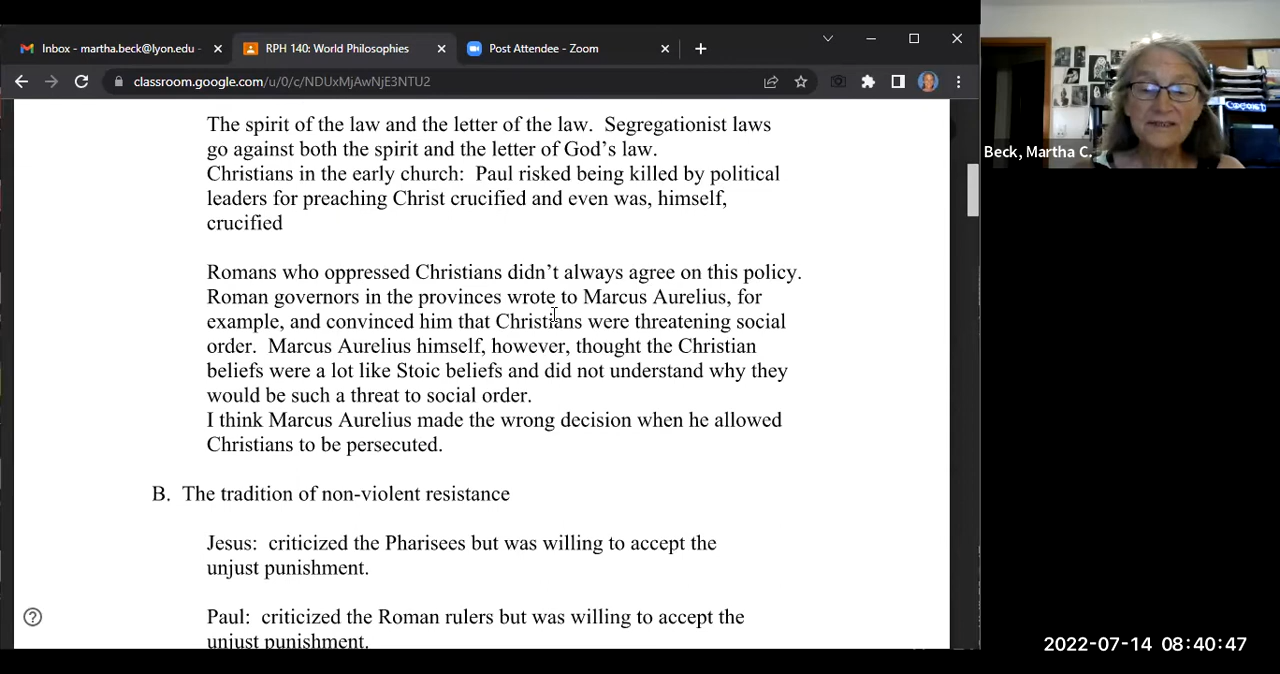 Inbox - martha.beck@lyon.edu -
RPH 140: World Philosophies
Post Attendee - Zoom
classroom.google.com/u/0/c/NDUxMjAwNjE3NTU2
Beck, Martha C.
The spirit of the law and the letter of the law. Segregationist laws
go against both the spirit and the letter of God's law.
Christians in the early church: Paul risked being killed by political
leaders for preaching Christ crucified and even was, himself,
crucified
Romans who oppressed Christians didn't always agree on this policy.
Roman governors in the provinces wrote to Marcus Aurelius, for
example, and convinced him that Christians were threatening social
order. Marcus Aurelius himself, however, thought the Christian
beliefs were a lot like Stoic beliefs and did not understand why they
would be such a threat to social order.
I think Marcus Aurelius made the wrong decision when he allowed
Christians to be persecuted.
B. The tradition of non-violent resistance
Jesus: criticized the Pharisees but was willing to accept the
unjust punishment.
Paul: criticized the Roman rulers but was willing to accept the
unjust punishment.
2022-07-14 08:40:47